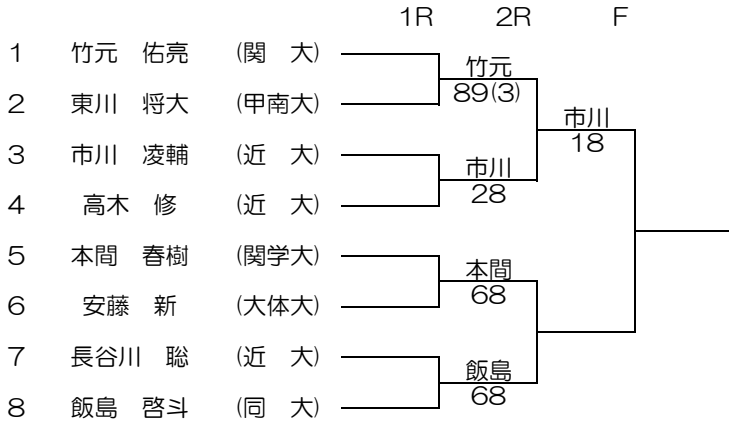 1R 2R F
1 竹元 佑亮 (関 大)
竹元
89(3)
2 東川 将大 (甲南大)
市川
18
3 市川 凌輔 (近 大)
市川
28
4 高木 修 (近 大)
5 本間 春樹 (関学大)
本間
68
6 安藤 新 (大体大)
7 長谷川 聡 (近 大)
飯島
68
8 飯島 啓斗 (同 大)